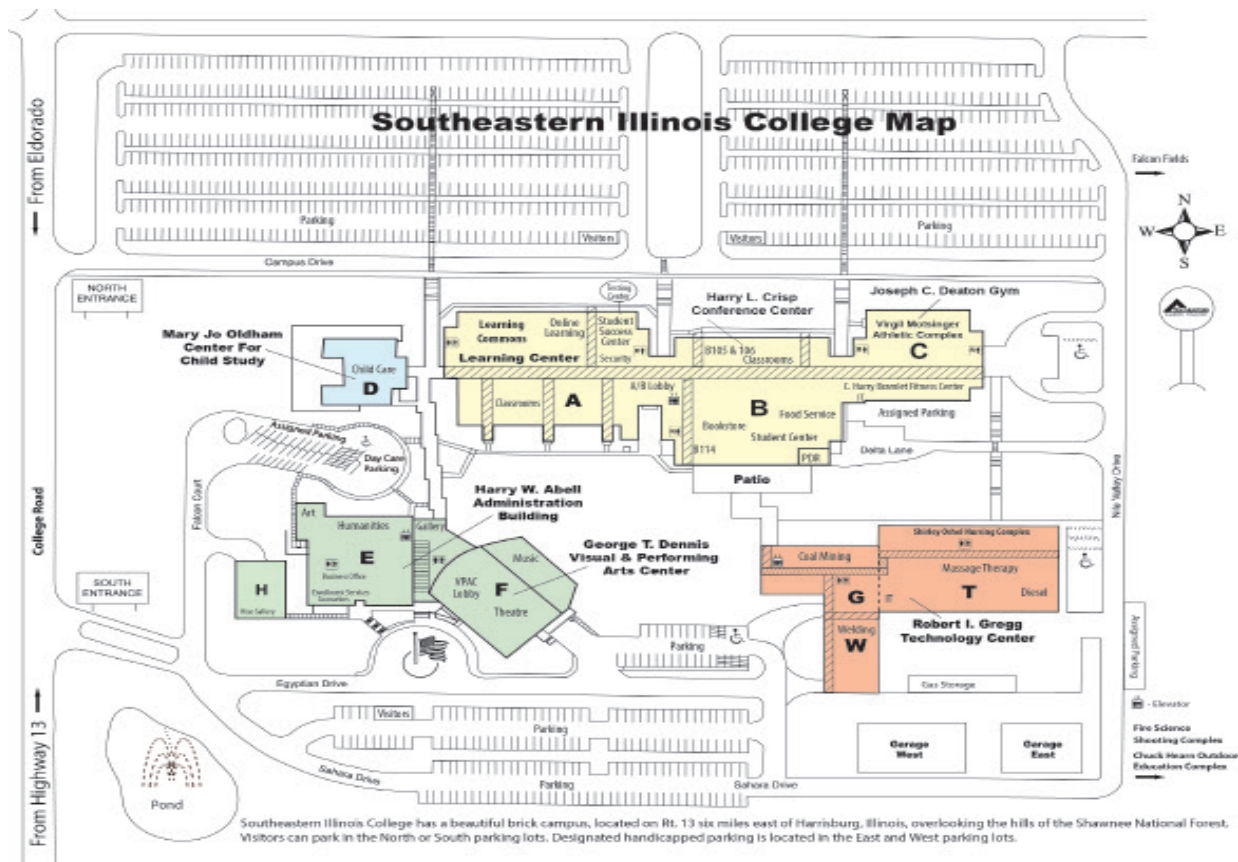 Southeastern Illinois College Map
From Eldorado
Falcon Fields
N
W E
S
Parking
Visitors
Visitors
Parking
Campus Drive
NORTH
ENTRANCE
Testing
Center
Harry L. Crisp
Conference Center
Joseph C. Deaton Gym
Mary Jo Oldham
Center For
Child Study
Learning
Commons
Online
Learning
Student
Success
Center
Security
Learning Center
B105 & 106
Classrooms
Virgil Motsinger
Athletic Complex
C
Child Care
D
Classrooms
A
A/B Lobby
B
Food Service
Bookstore
Student Center
B114
PDR
C. Harry Bramlet Fitness Center
Assigned Parking
Delta Lane
Patio
Assigned Parking
Day Care
Parking
Falcon Court
College Road
Nile Valley Drive
Harry W. Abell
Administration
Building
George T. Dennis
Visual & Performing
Arts Center
Art
Humanities
Gallery
E
Business Office
Enrollment Services
Music
VPAC
Lobby
F
Theatre
H
SOUTH
ENTRANCE
Shirley Oshel Nursing Complex
Coal Mining
Massage Therapy
G
T
Diesel
Welding
W
Robert I. Gregg
Technology Center
Assigned Parking
Parking
Gas Storage
Egyptian Drive
Visitors
Parking
Parking
Sahara Drive
Sahara Drive
Garage
West
Garage
East
- Elevator
Fire Science
Shooting Complex
Chuck Hearn Outdoor
Education Complex
From Highway 13
Pond
Southeastern Illinois College has a beautiful brick campus, located on Rt. 13 six miles east of Harrisburg, Illinois, overlooking the hills of the Shawnee National Forest.
Visitors can park in the North or South parking lots. Designated handicapped parking is located in the East and West parking lots.